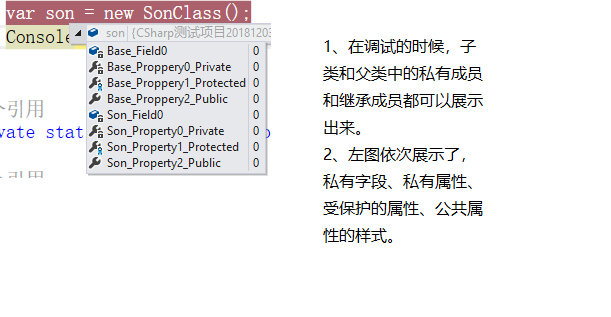 var son = new SonClass();
Console
son {CSharp测试项目20181203
Base_Field0 0
Base_Proppery0_Private 0
Base_Propppery1_Protected 0
Base_Proppery2_Public 0
Son_Field0 0
Son_Property0_Private 0
Son_Property1_Protected 0
Son_Property2_Public 0
个引用
vate stat
个引用
1、在调试的时候，子
类和父类中的私有成员
和继承成员都可以展示
出来。
2、左图依次展示了，
私有字段、私有属性、
受保护的属性、公共属
性的样式。